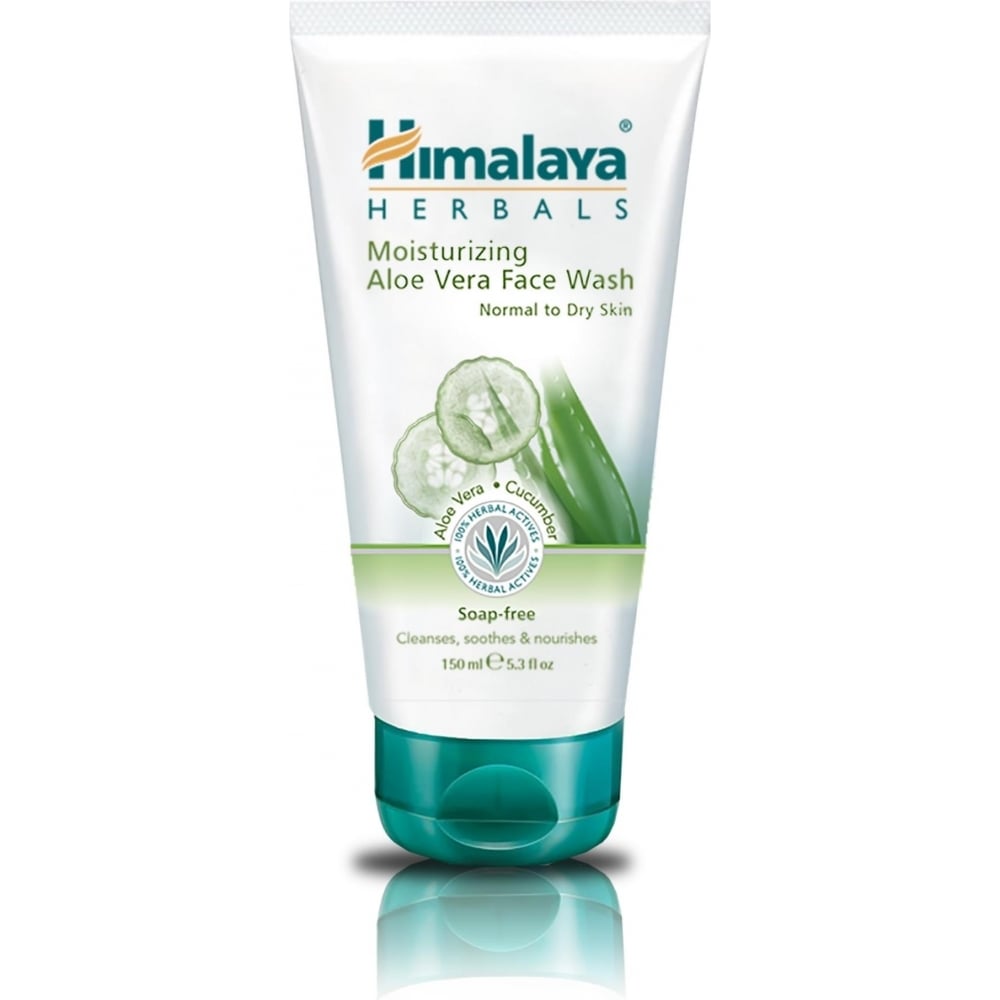 Himalaya®
HERBALS
Moisturizing
Aloe Vera Face Wash
Normal to Dry Skin
Aloe Vera • Cucumber
100% HERBAL ACTIVES
100% HERBAL ACTIVES
Soap-free
Cleanses, soothes & nourishes
150 ml ℮ 5.3 fl oz